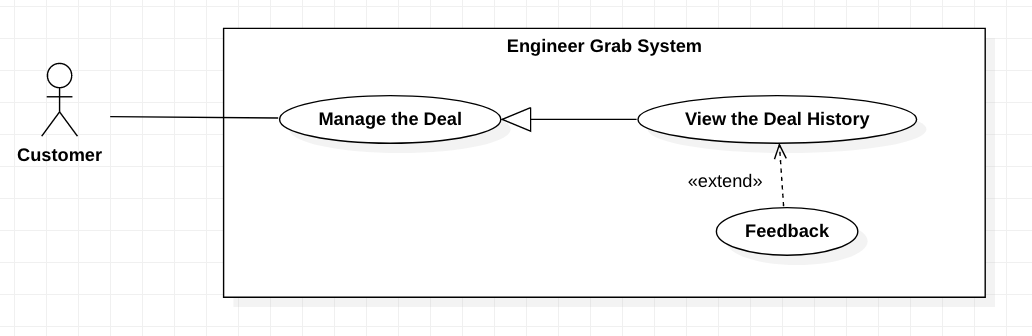 Engineer Grab System
Manage the Deal
View the Deal History
Customer
«extend»
Feedback